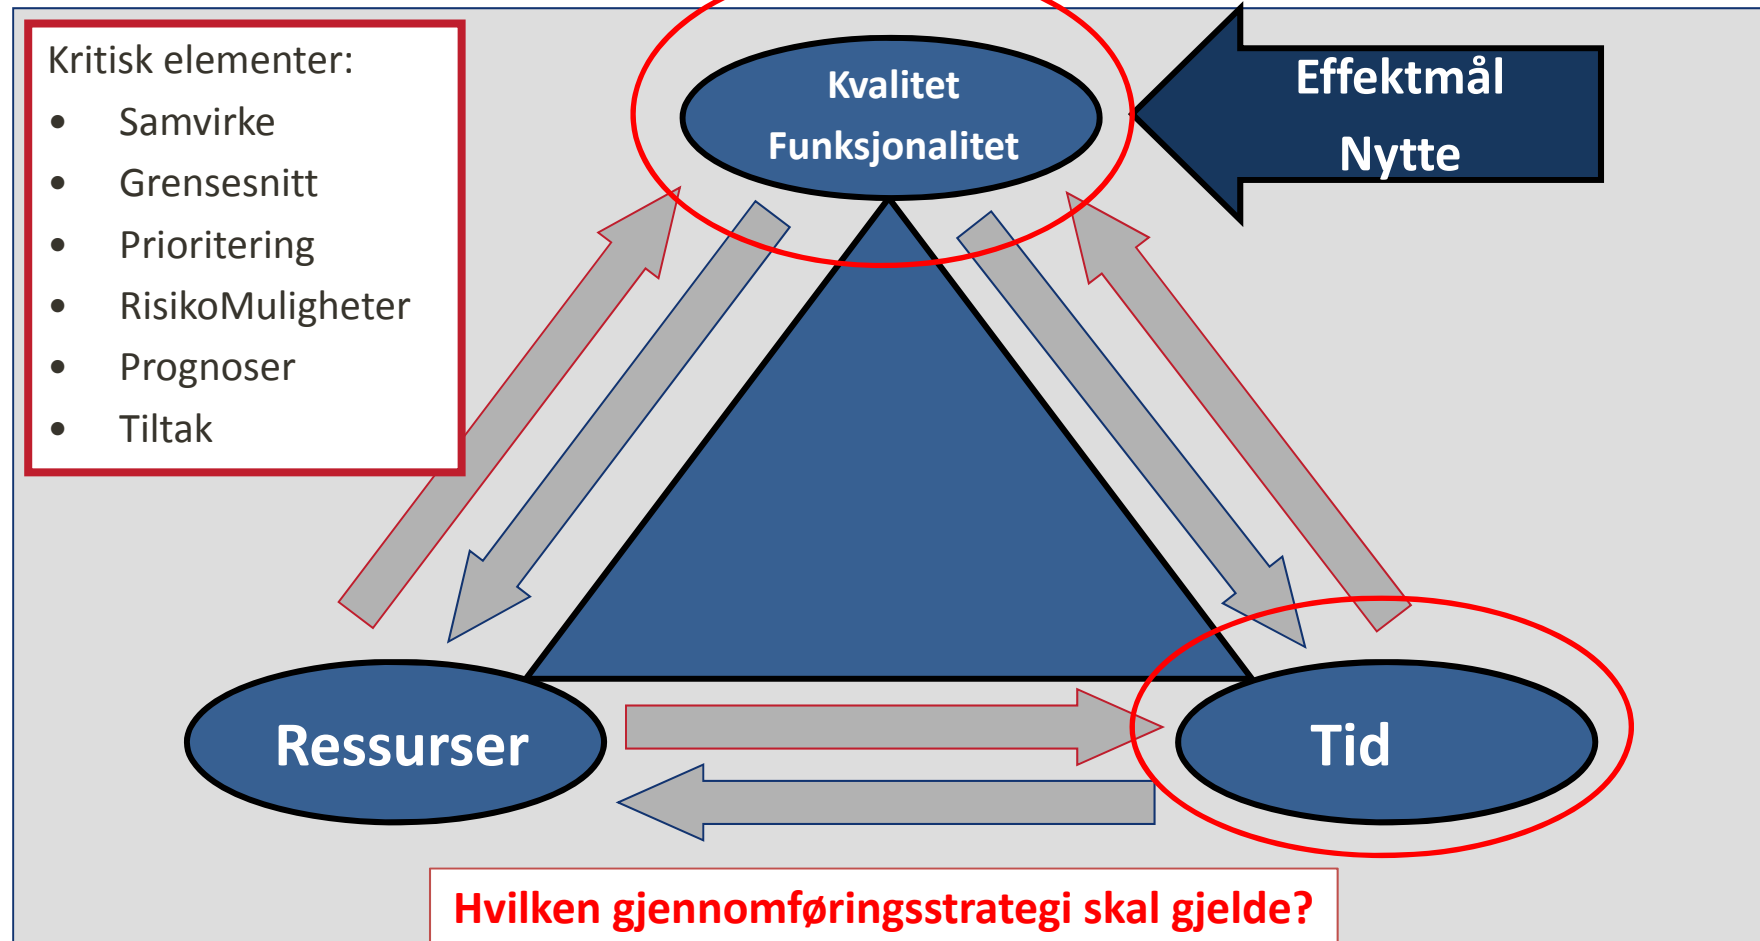 Kritisk elementer:
• Samvirke
• Grensesnitt
• Prioritering
• RisikoMuligheter
• Prognoser
• Tiltak
Kvalitet
Funksjonalitet
Effektmål
Nytte
Ressurser
Tid
Hvilken gjennomføringsstrategi skal gjelde?